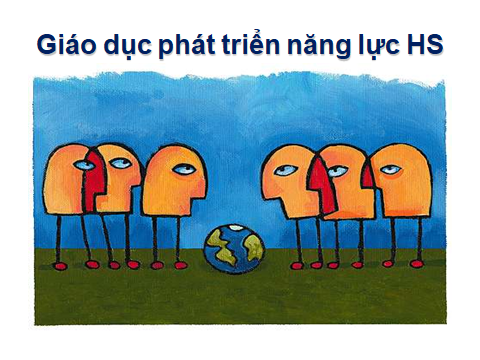 Giáo dục phát triển năng lực HS